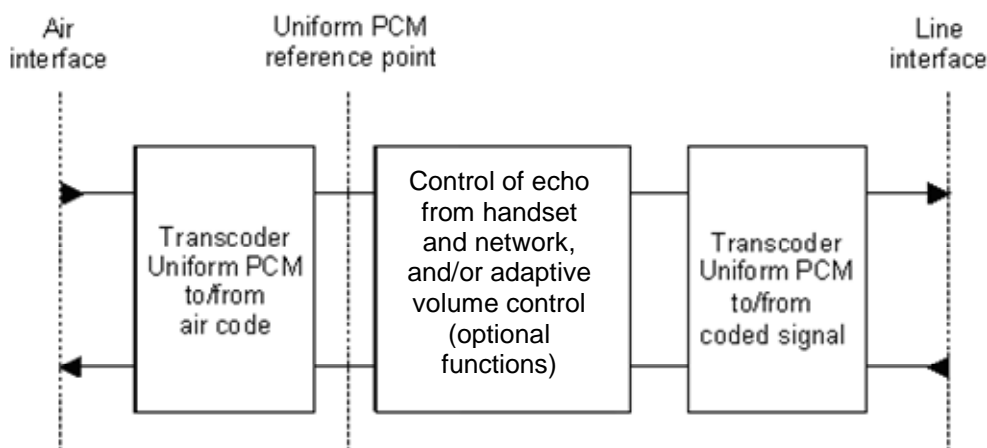 Air
interface
Uniform PCM
reference point
Line
interface
Transcoder
Uniform PCM
to/from
air code
Control of echo
from handset
and network,
and/or adaptive
volume control
(optional
functions)
Transcoder
Uniform PCM
to/from
coded signal